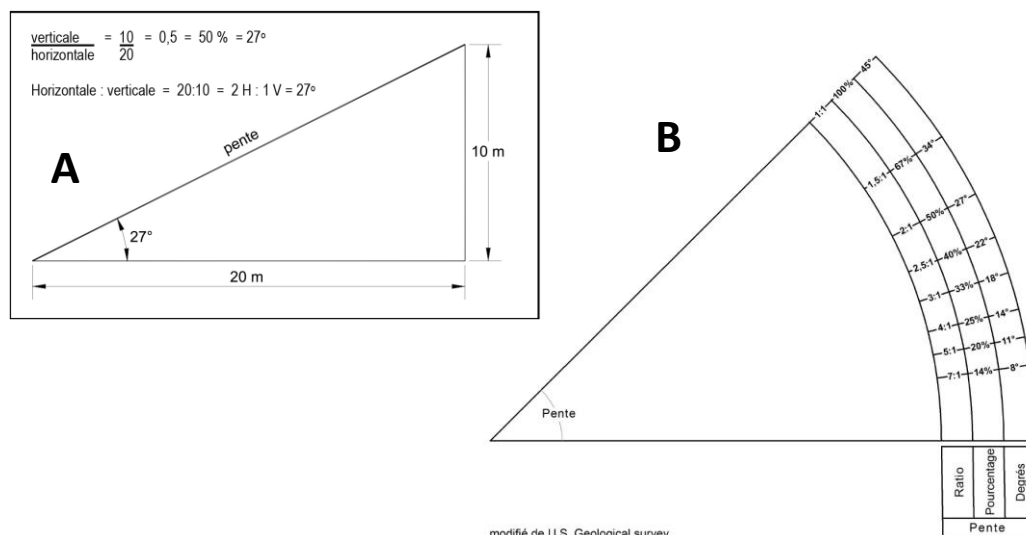 verticale = 10 = 0,5 = 50 % = 27°
horizontale 20
Horizontale : verticale = 20:10 = 2 H : 1 V = 27°
A
pente
10 m
27°
20 m
B
1:1 100% 45°
1,5:1 67% 34°
2:1 50% 27°
2,5:1 40% 22°
3:1 33% 18°
4:1 25% 14°
5:1 20% 11°
7:1 14% 8°
Pente
Ratio
Pourcentage
Degrés
Pente
modifié de U.S. Geological survey